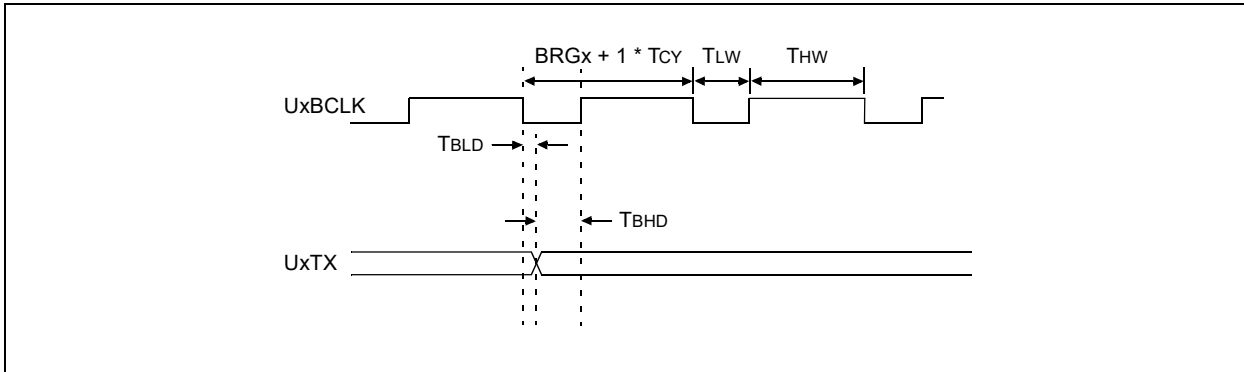 BRGx + 1 * TCY TLW THW
UxBCLK
TBLD
TBHD
UxTX